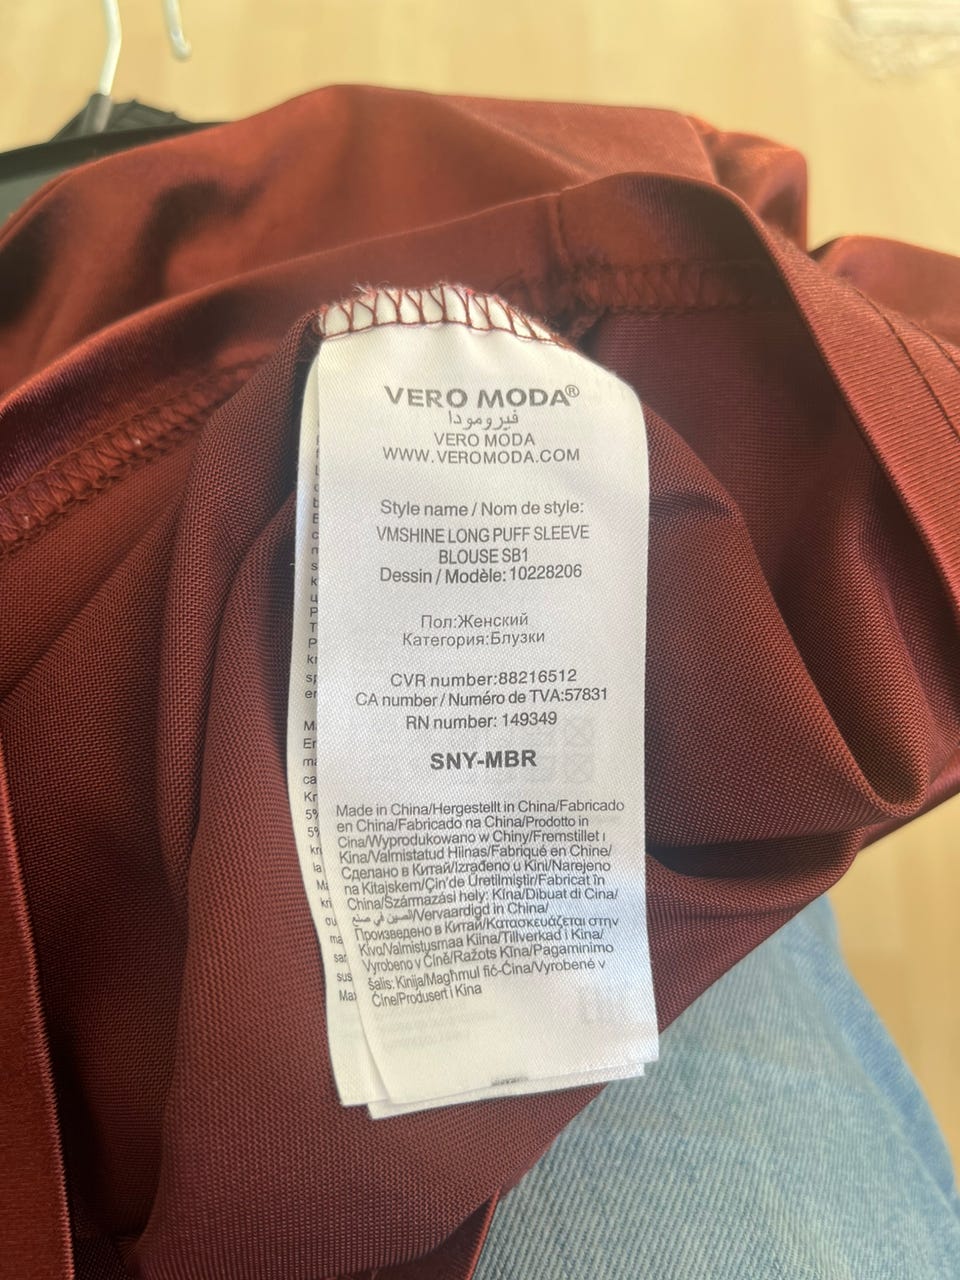 VERO MODA®
فيرومودا
VERO MODA
WWW.VEROMODA.COM
Style name / Nom de style:
VMSHINE LONG PUFF SLEEVE
BLOUSE SB1
Dessin / Modèle: 10228206
Пол:Женский
Категория:Блузки
CVR number:88216512
CA number / Numéro de TVA:57831
RN number: 149349
SNY-MBR
Made in China/Hergestellt in China/Fabricado
en China/Fabricado na China/Prodotto in
Cina/Wyprodukowano w Chiny/Fremstillet i
Kina/Valmistatud Hiinas/Fabriqué en Chine/
Сделано в Китай/Izrađeno u Kini/Narejeno
na Kitajskem/Çin'de Üretilmiştir/Fabricat în
China/Származási hely: Kína/Dibuat di Cina/
الصين في صنع/Vervaardigd in China/
Произведено в Китай/Κατασκευάζεται στην
Κίνα/Valmistusmaa Kiina/Tillverkad i Kina/
Vyrobeno v Číně/Ražots Ķīna/Pagaminimo
šalis: Kinija/Magħmul fiċ-Ċina/Vyrobené v
Číne/Produsert i Kina